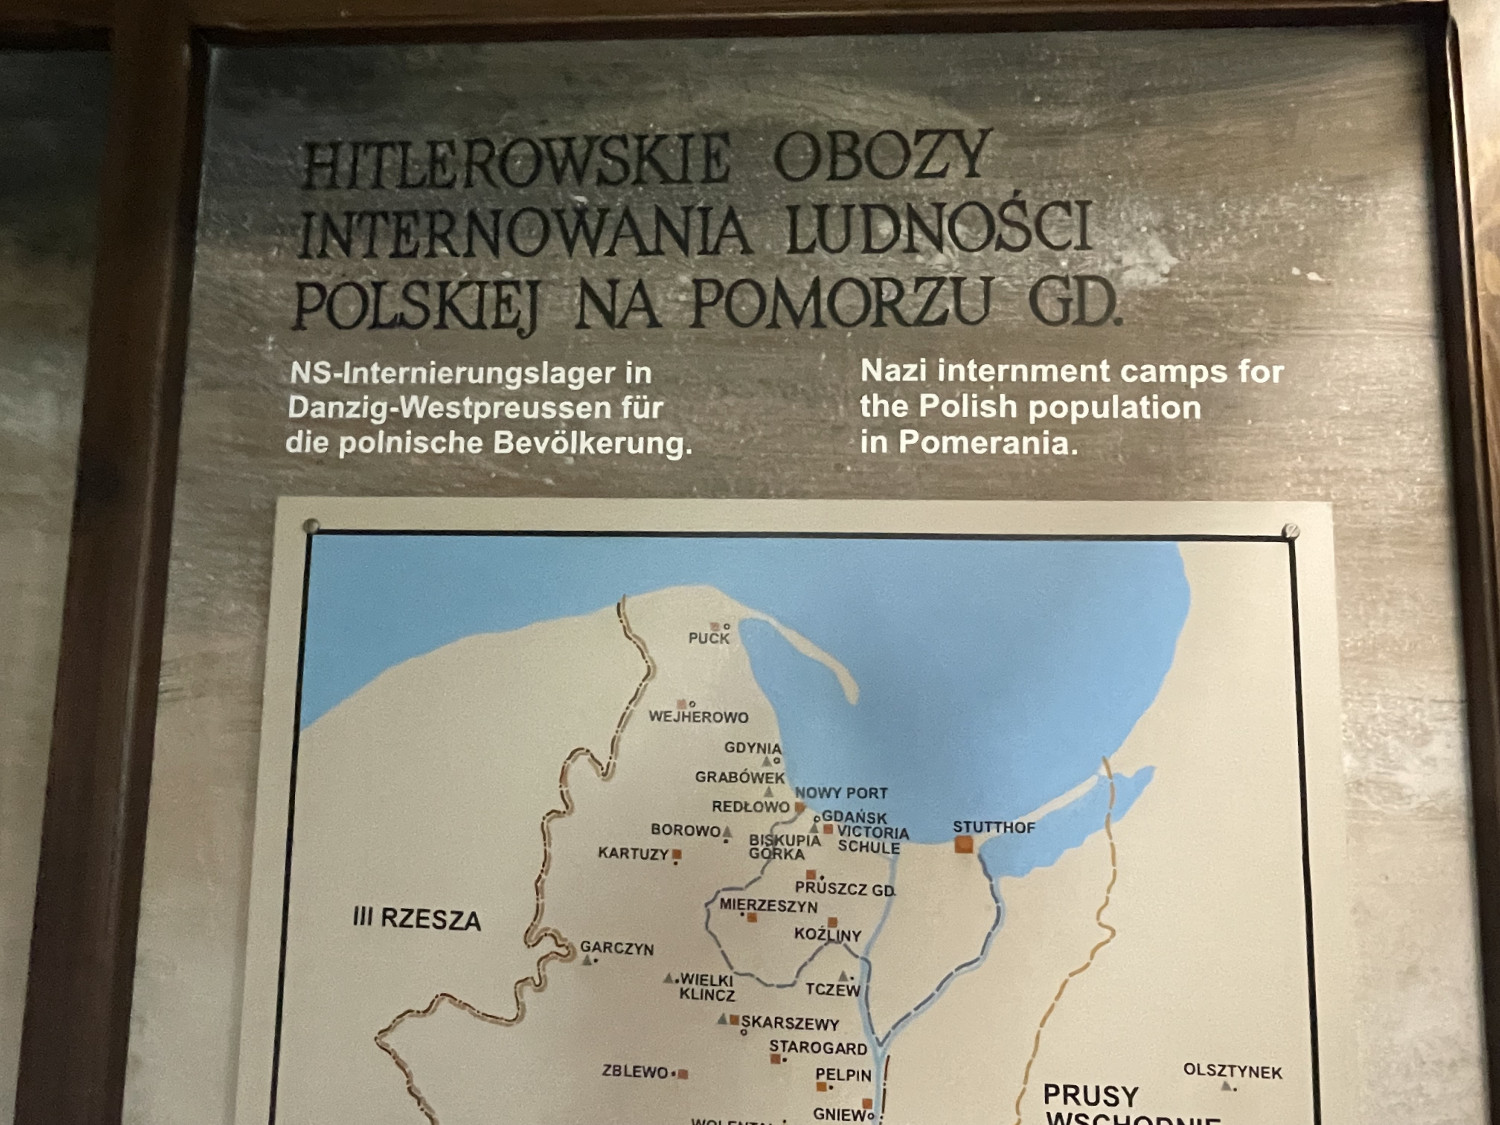 HITLEROWSKIE OBOZY
INTERNOWANIA LUDNOŚCI
POLSKIEJ NA POMORZU GD.
NS-Internierungslager in
Danzig-Westpreussen für
die polnische Bevölkerung.
Nazi internment camps for
the Polish population
in Pomerania.
PUCK
WEJHEROWO
GDYNIA
GRABÓWEK
REDŁOWO
NOWY PORT
GDAŃSK
VICTORIA
SCHULE
STUTTHOF
BOROWO
BISKUPIA
GÓRKA
KARTUZY
PRUSZCZ GD.
MIERZESZYN
KOŹLINY
III RZESZA
GARCZYN
WIELKI
KLINCZ
TCZEW
SKARSZEWY
STAROGARD
ZBLEWO
PELPIN
OLSZTYNEK
PRUSY
WSCHODNIE
GNIEW